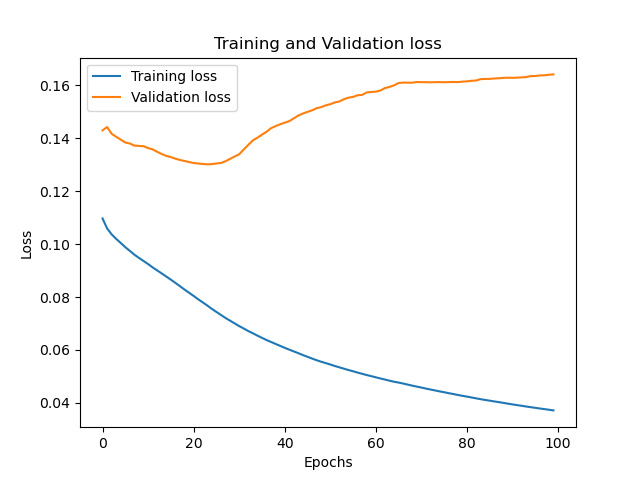 Training and Validation loss
Training loss
Validation loss
0.16
0.14
0.12
0.10
0.08
0.06
0.04
Loss
0 20 40 60 80 100
Epochs